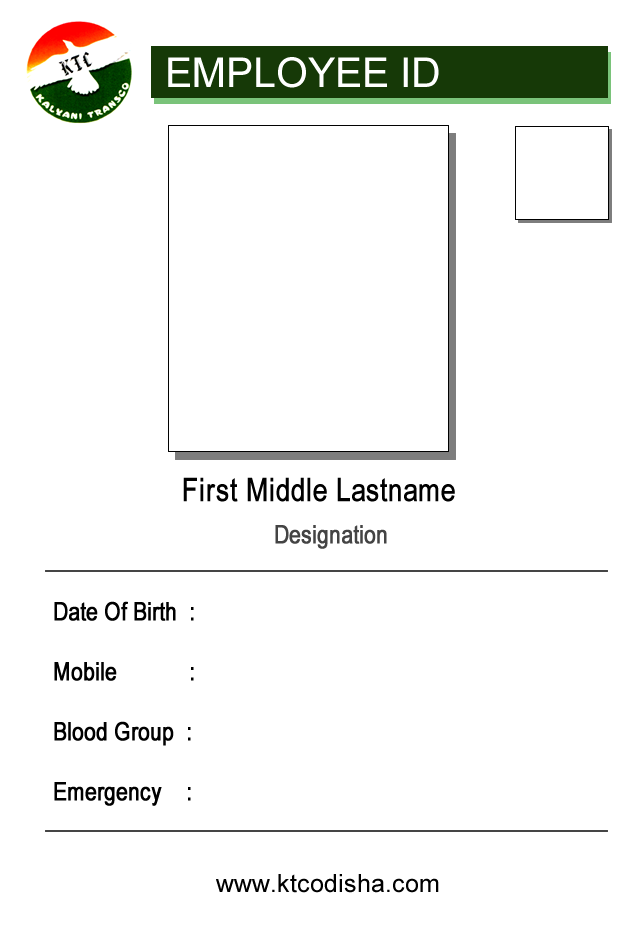 KTC
KALYANI TRANSCO
EMPLOYEE ID
First Middle Lastname
Designation
Date Of Birth :
Mobile :
Blood Group :
Emergency :
www.ktcodisha.com